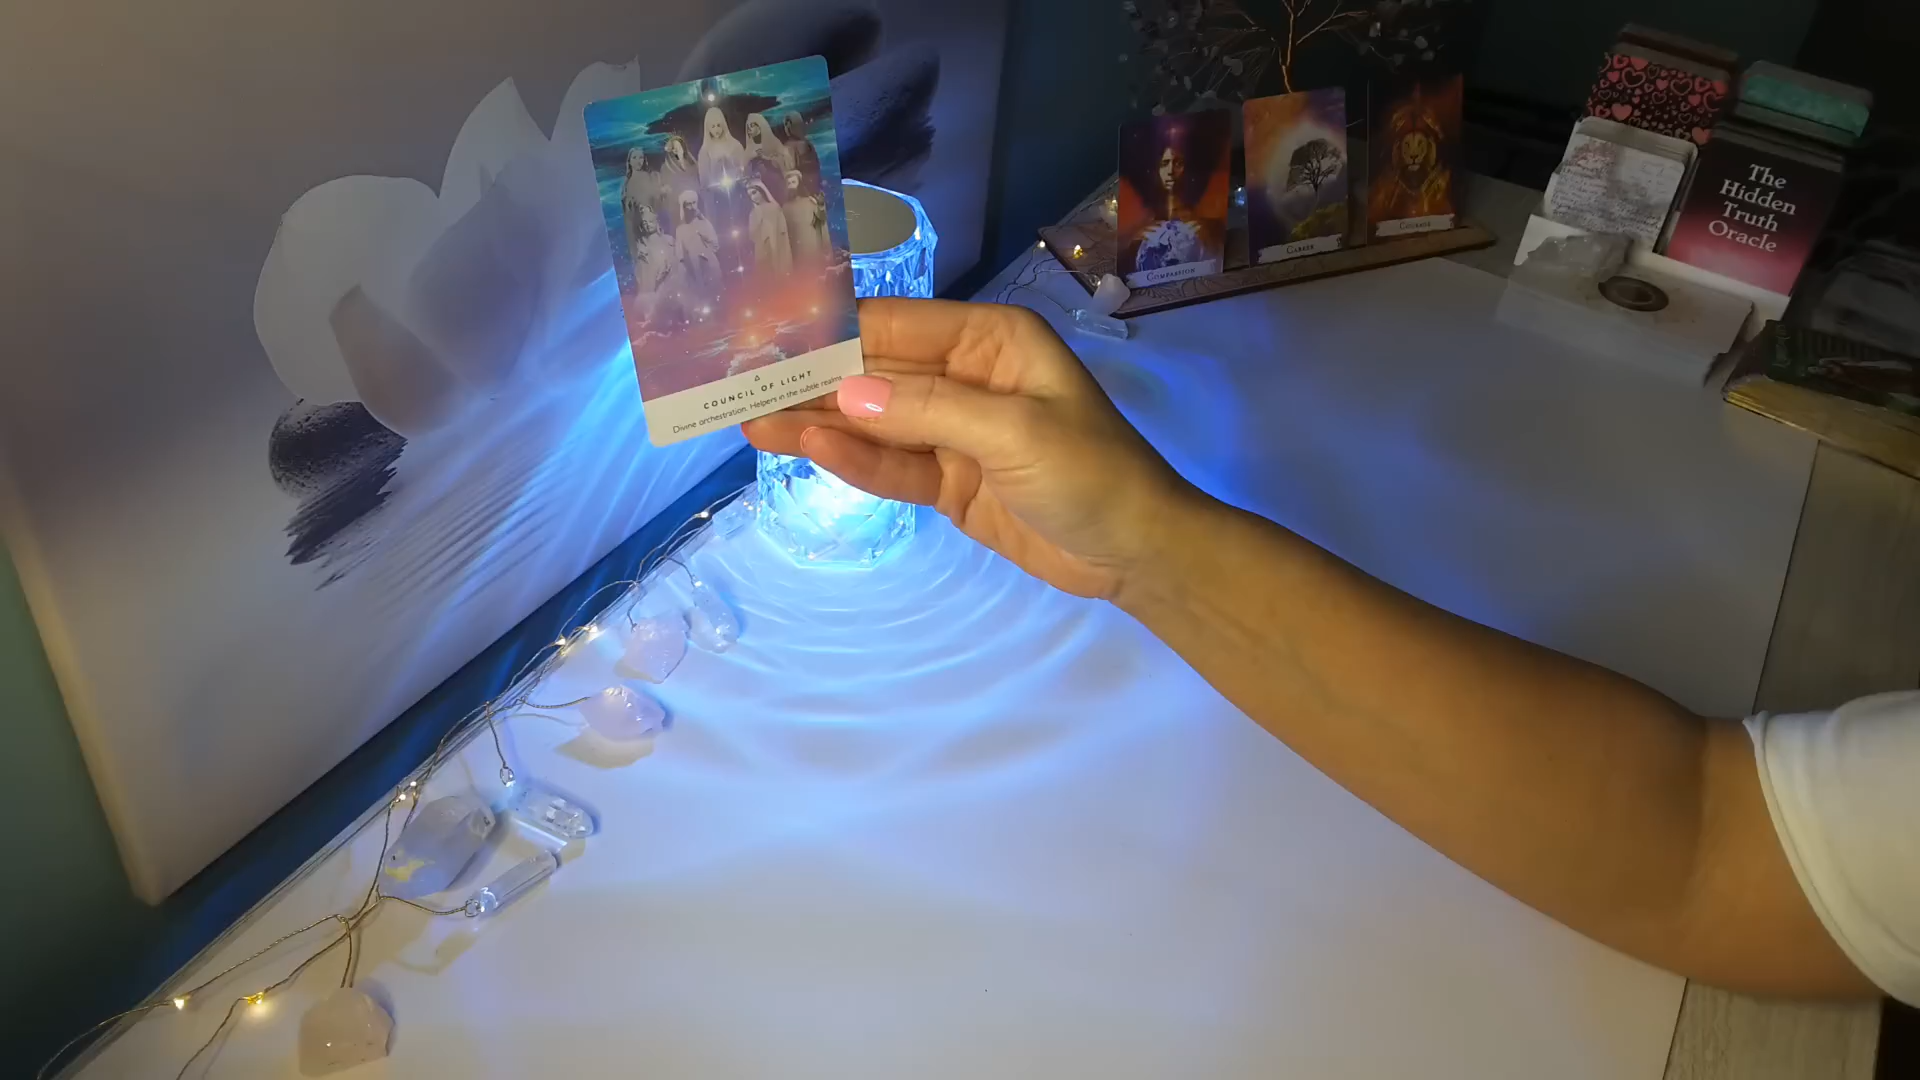 COUNCIL OF LIGHT
Divine orchestration. Helpers in the subtle realms
COMPASSION
CAREER
COURAGE
The
Hidden
Truth
Oracle